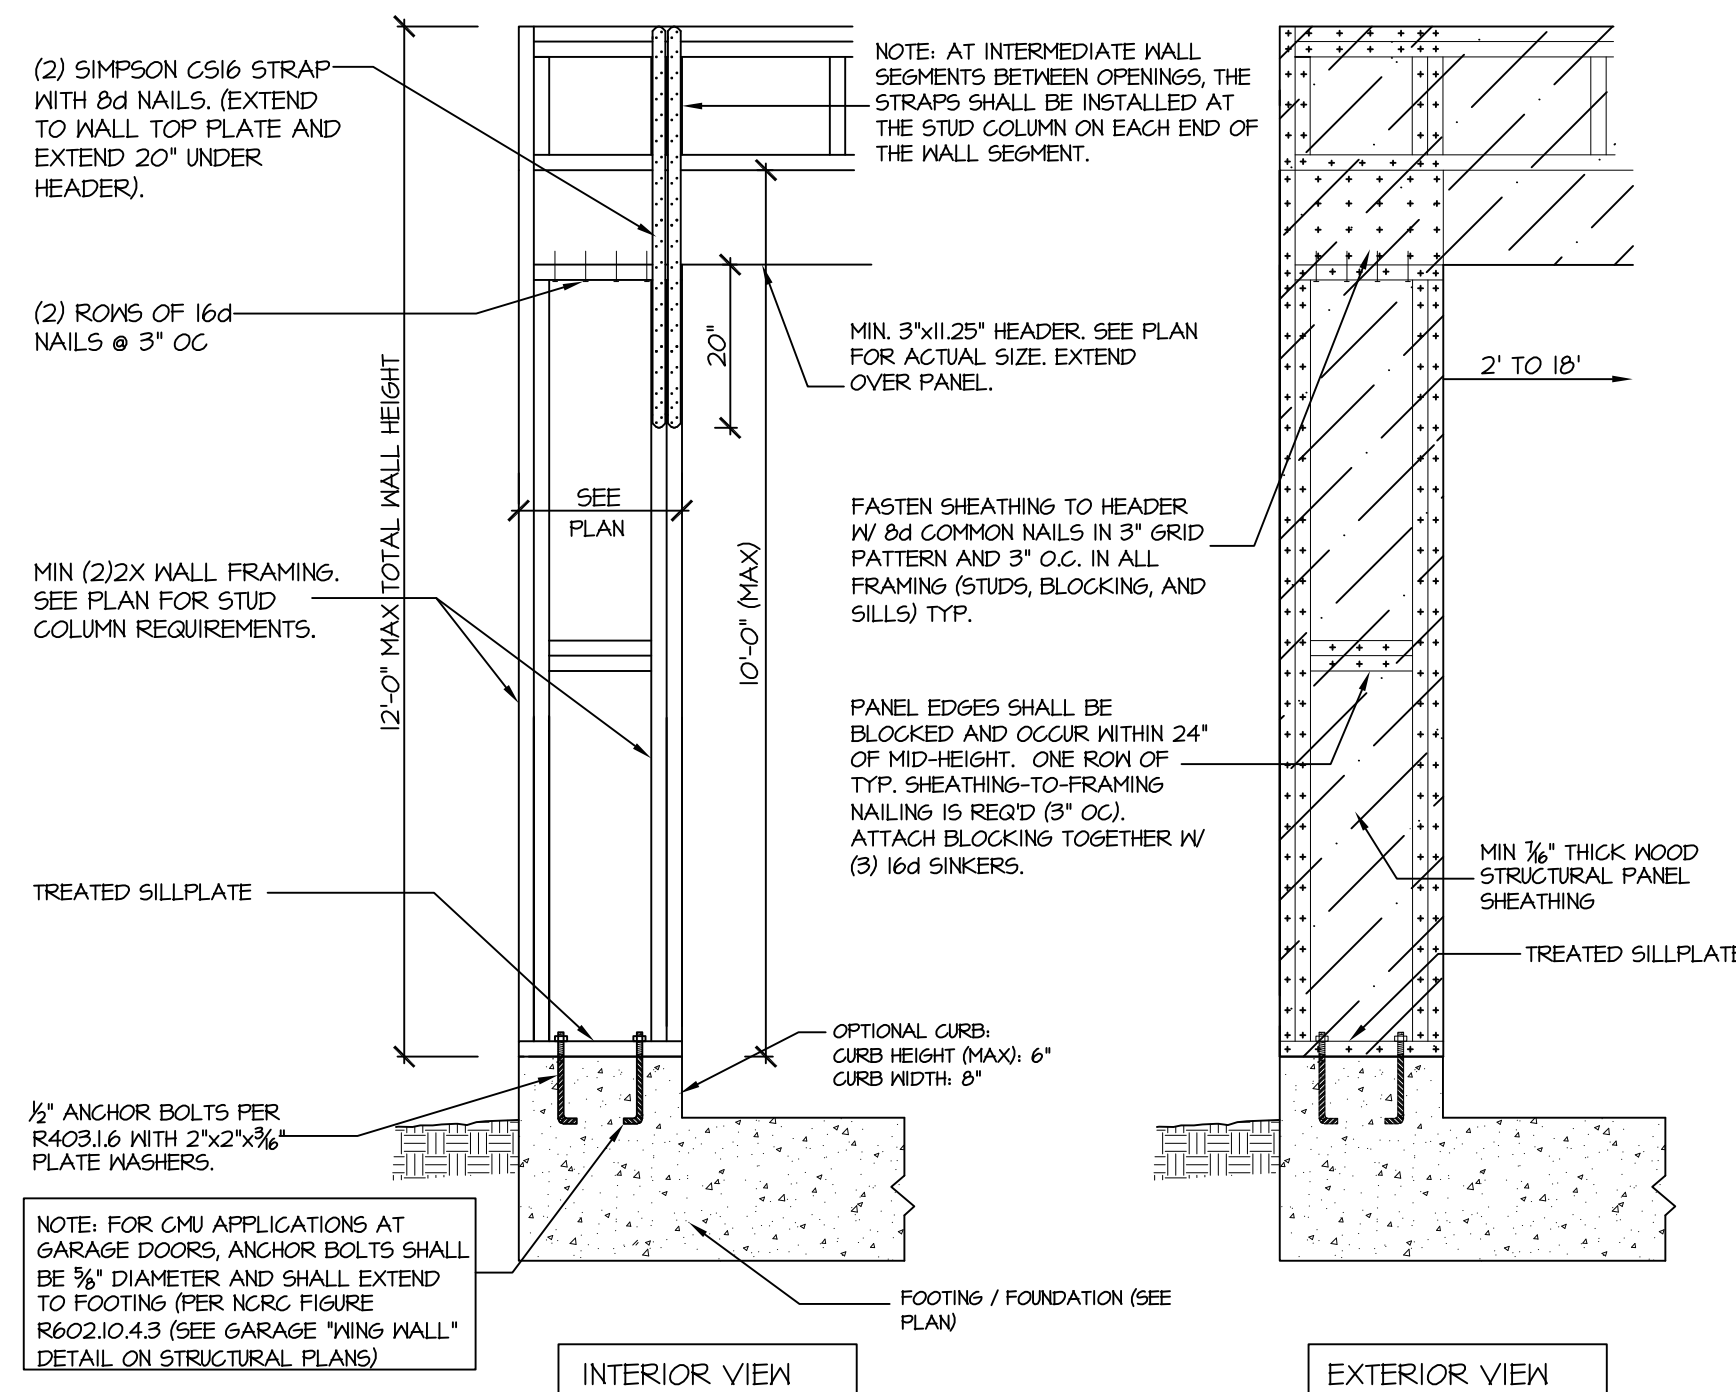 (2) SIMPSON CS16 STRAP
WITH 8d NAILS. (EXTEND
TO WALL TOP PLATE AND
EXTEND 20" UNDER
HEADER).
(2) ROWS OF 16d
NAILS @ 3" OC
12'-0" MAX TOTAL WALL HEIGHT
MIN (2)2X WALL FRAMING.
SEE PLAN FOR STUD
COLUMN REQUIREMENTS.
TREATED SILLPLATE
½" ANCHOR BOLTS PER
R403.1.6 WITH 2"x2"x3⁄16"
PLATE WASHERS.
NOTE: FOR CMU APPLICATIONS AT
GARAGE DOORS, ANCHOR BOLTS SHALL
BE ⅝" DIAMETER AND SHALL EXTEND
TO FOOTING (PER NCRC FIGURE
R602.10.4.3 (SEE GARAGE "WING WALL"
DETAIL ON STRUCTURAL PLANS)
SEE
PLAN
20"
10'-0" (MAX)
NOTE: AT INTERMEDIATE WALL
SEGMENTS BETWEEN OPENINGS, THE
STRAPS SHALL BE INSTALLED AT
THE STUD COLUMN ON EACH END OF
THE WALL SEGMENT.
MIN. 3"x11.25" HEADER. SEE PLAN
FOR ACTUAL SIZE. EXTEND
OVER PANEL.
FASTEN SHEATHING TO HEADER
W/ 8d COMMON NAILS IN 3" GRID
PATTERN AND 3" O.C. IN ALL
FRAMING (STUDS, BLOCKING, AND
SILLS) TYP.
PANEL EDGES SHALL BE
BLOCKED AND OCCUR WITHIN 24"
OF MID-HEIGHT. ONE ROW OF
TYP. SHEATHING-TO-FRAMING
NAILING IS REQ'D (3" OC).
ATTACH BLOCKING TOGETHER W/
(3) 16d SINKERS.
OPTIONAL CURB:
CURB HEIGHT (MAX): 6"
CURB WIDTH: 8"
FOOTING / FOUNDATION (SEE
PLAN)
INTERIOR VIEW
2' TO 18'
MIN 7⁄16" THICK WOOD
STRUCTURAL PANEL
SHEATHING
TREATED SILLPLATE
EXTERIOR VIEW